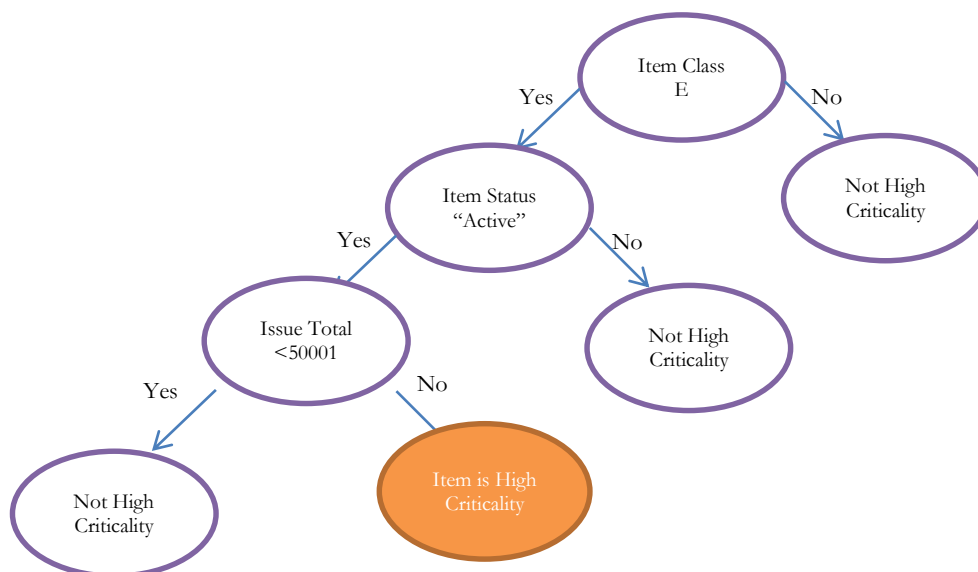 Item Class
E
Yes
No
Item Status
“Active”
Not High
Criticality
Yes
No
Issue Total
<50001
Not High
Criticality
Yes
No
Item is High
Criticality
Not High
Criticality